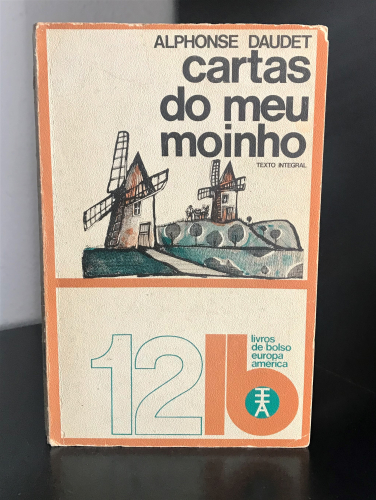 ALPHONSE DAUDET
cartas
do meu
moinho
TEXTO INTEGRAL
12
lb
livros
de bolso
europa
américa